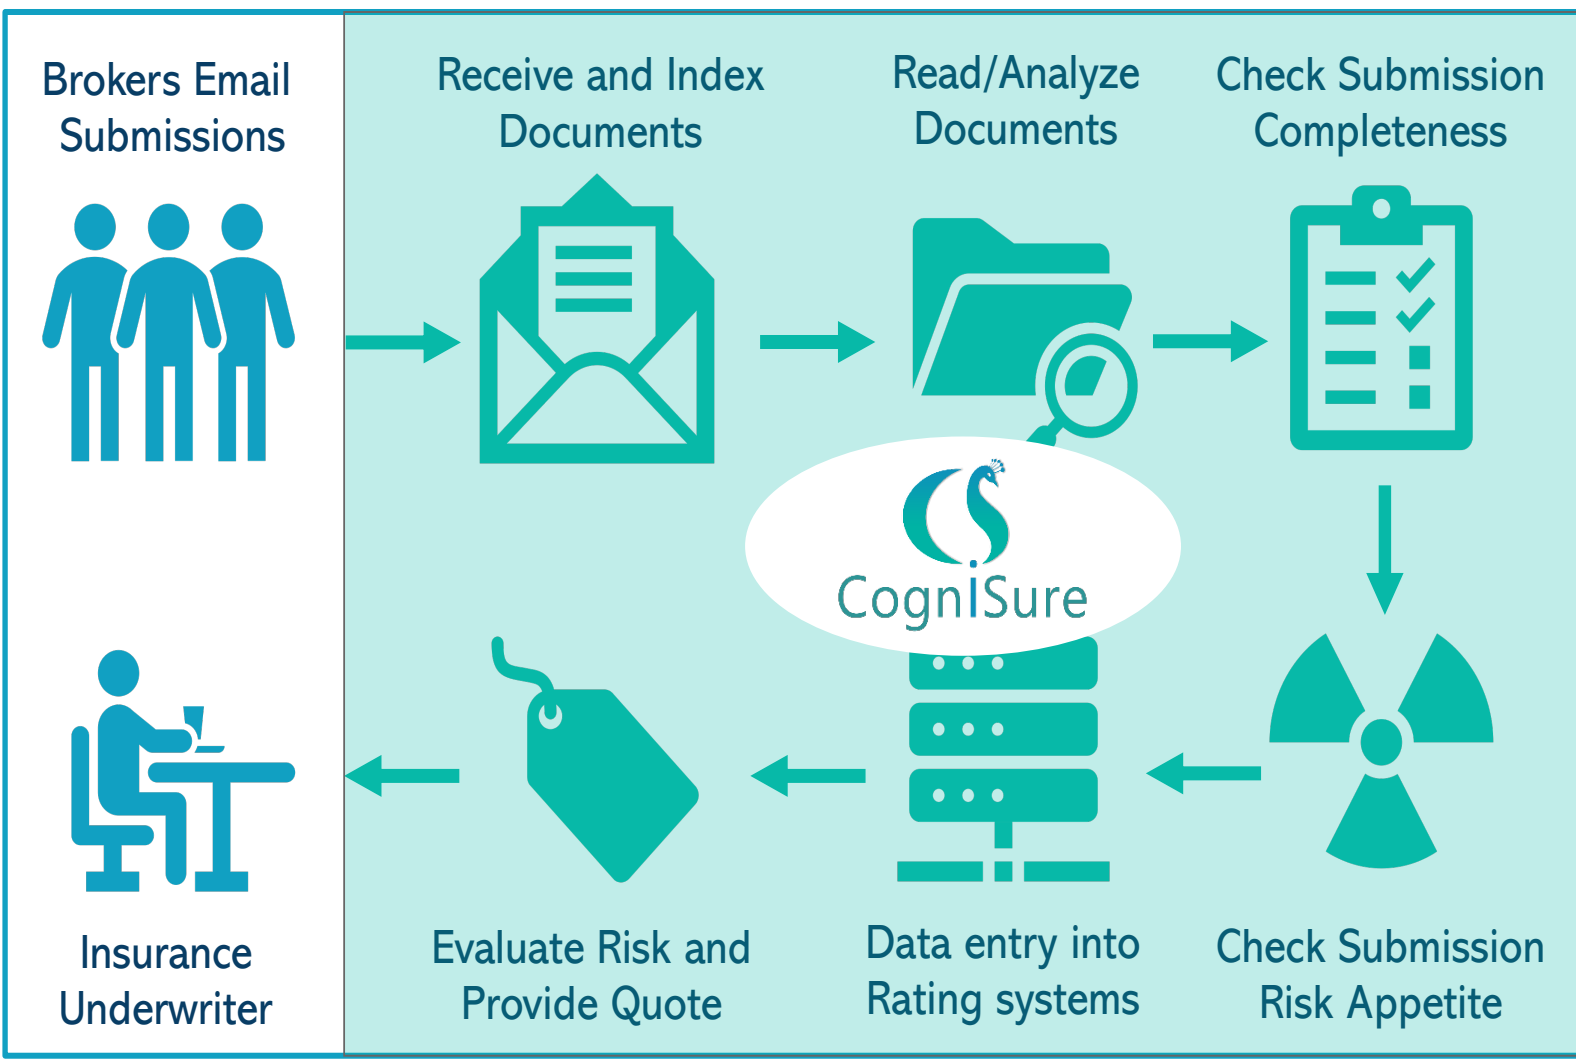 Brokers Email
Submissions
Receive and Index
Documents
Read/Analyze
Documents
Check Submission
Completeness
CogniSure
Insurance
Underwriter
Evaluate Risk and
Provide Quote
Data entry into
Rating systems
Check Submission
Risk Appetite